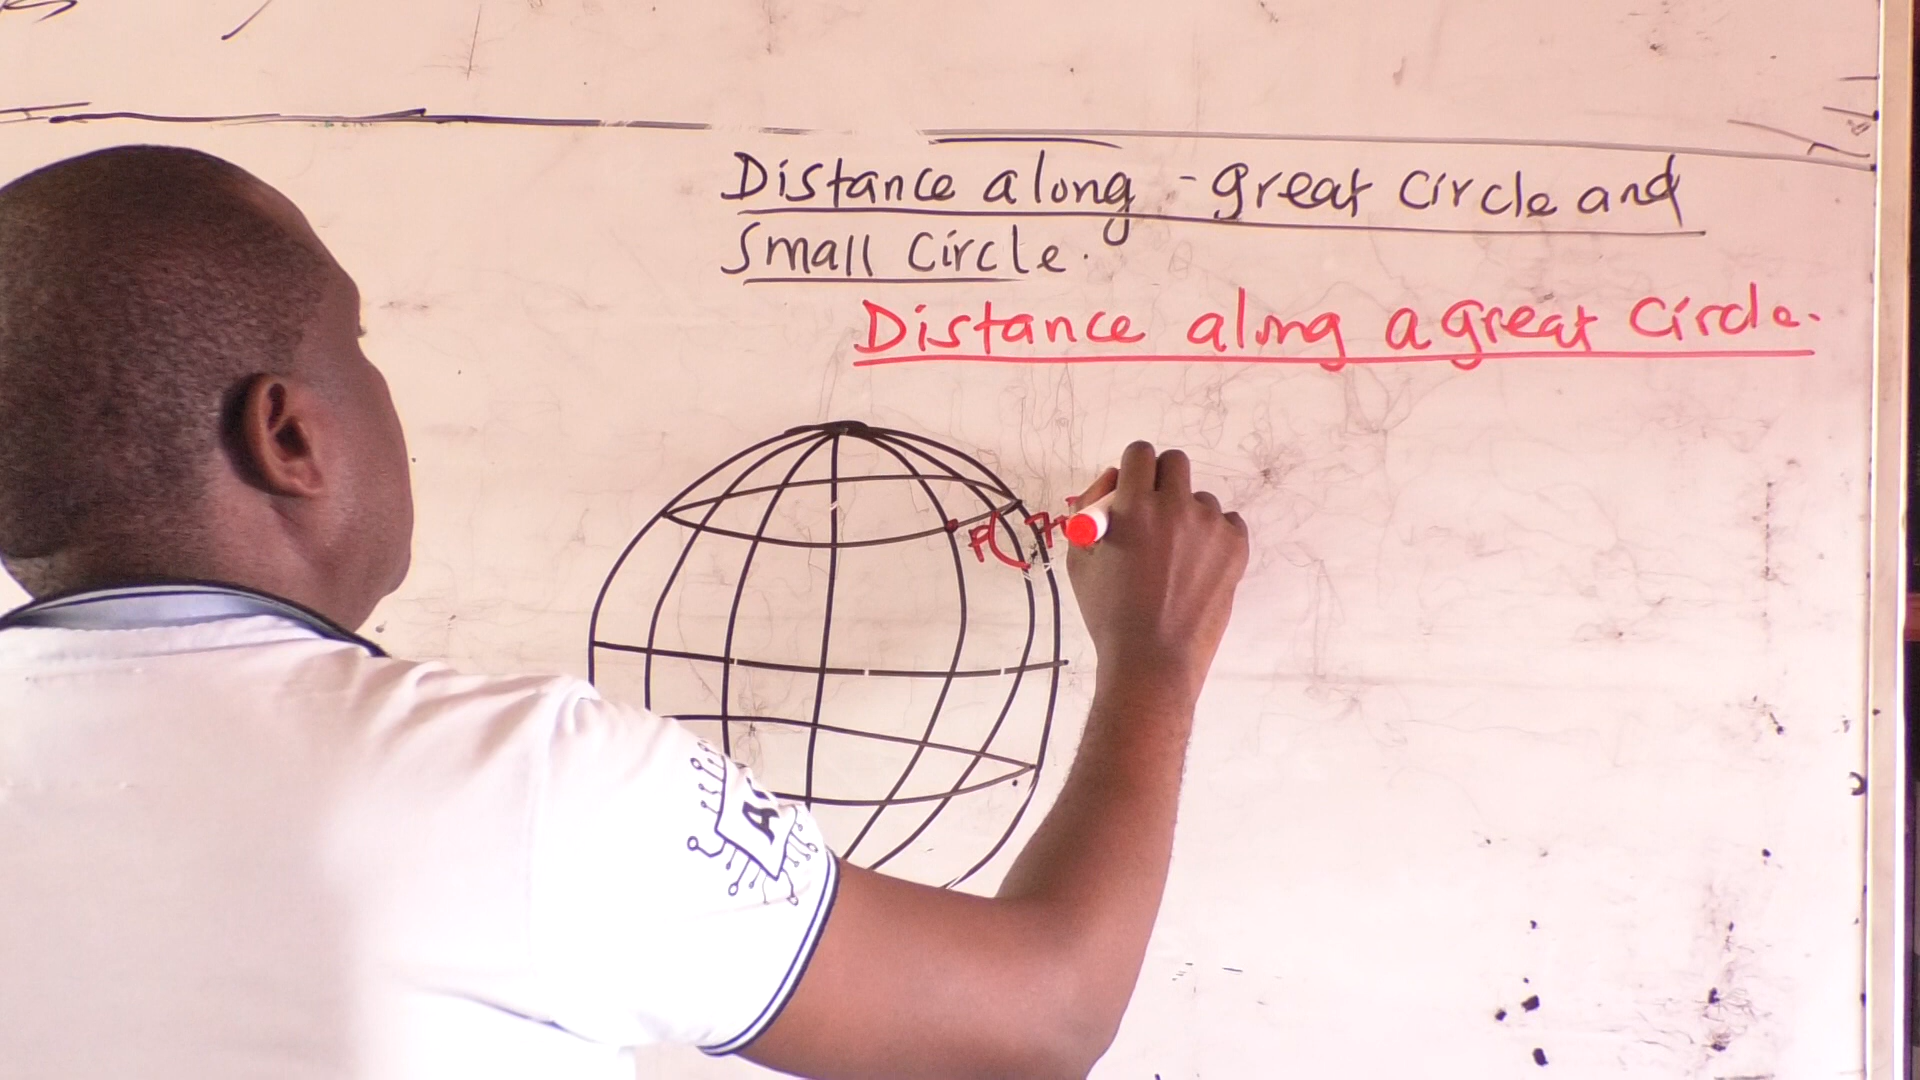 Distance along - great circle and
Small Circle.
Distance along a great Circle.
P(
A